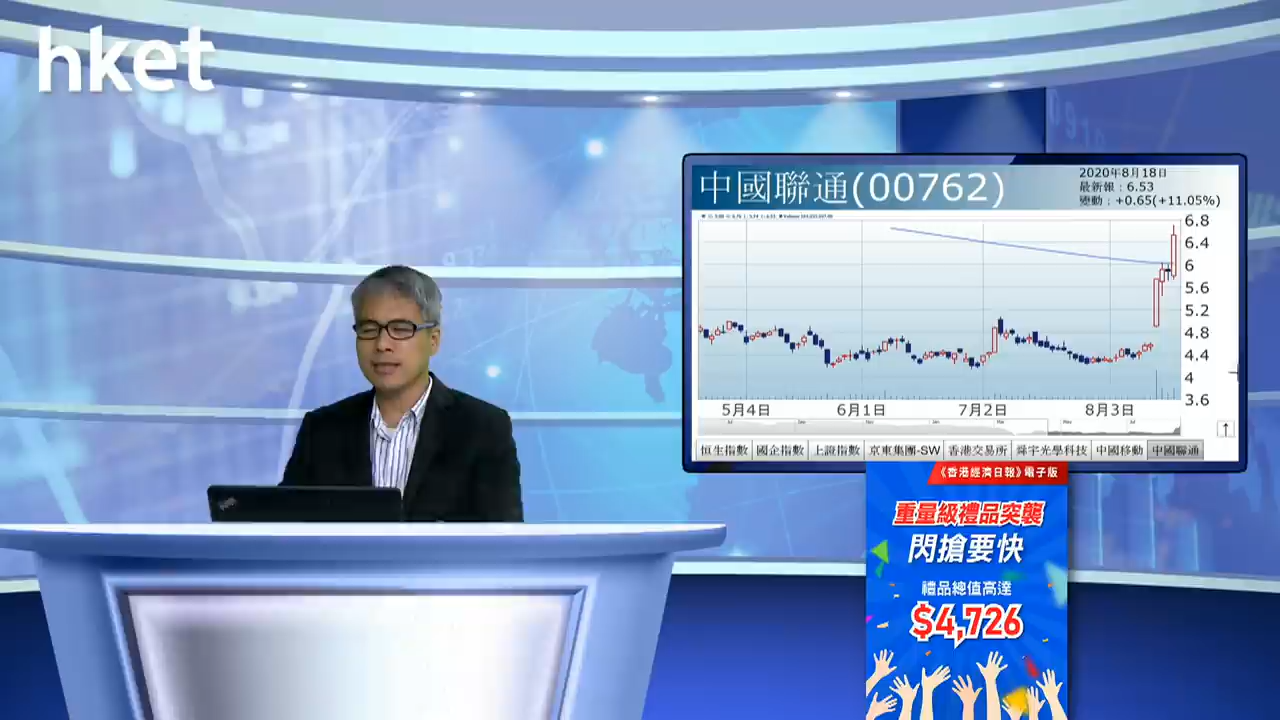 hket
中國聯通(00762)
2020年8月18日
最新報：6.53
變動：+0.65(+11.05%)
6.8
6.4
6
5.6
5.2
4.8
4.4
4
3.6
5月4日
6月1日
7月2日
8月3日
恒生指數
國企指數
上證指數
京東集團-SW
香港交易所
舜宇光學科技
中國移動
中國聯通
《香港經濟日報》電子版
重量級禮品突襲
閃搶要快
禮品總值高達
$4,726